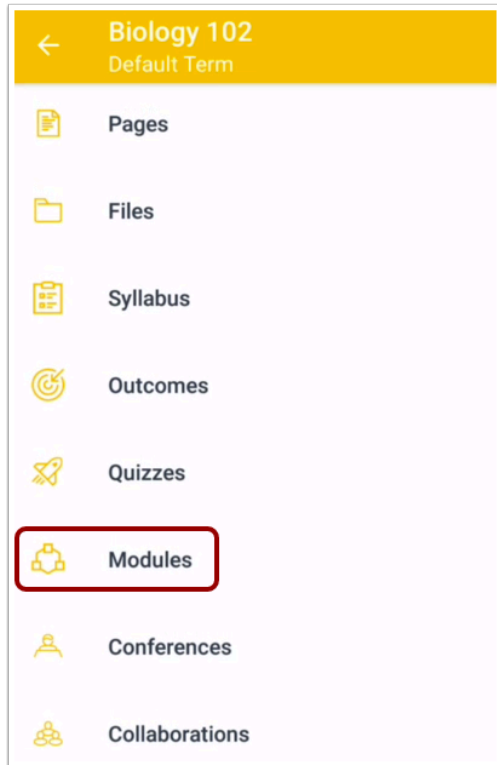 Biology 102
Default Term
Pages
Files
Syllabus
Outcomes
Quizzes
Modules
Conferences
Collaborations